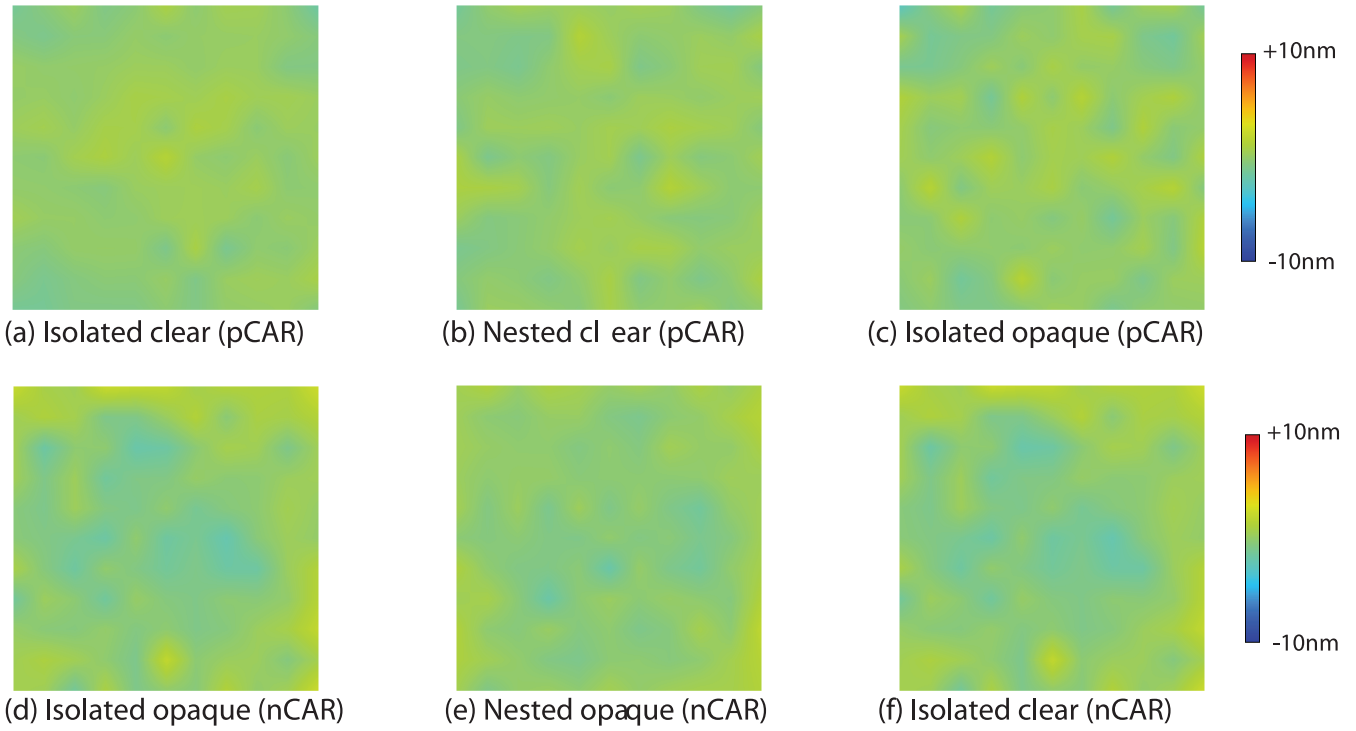 +10nm
-10nm
(a) Isolated clear (pCAR)
(b) Nested cl ear (pCAR)
(c) Isolated opaque (pCAR)
+10nm
-10nm
(d) Isolated opaque (nCAR)
(e) Nested opaque (nCAR)
(f) Isolated clear (nCAR)